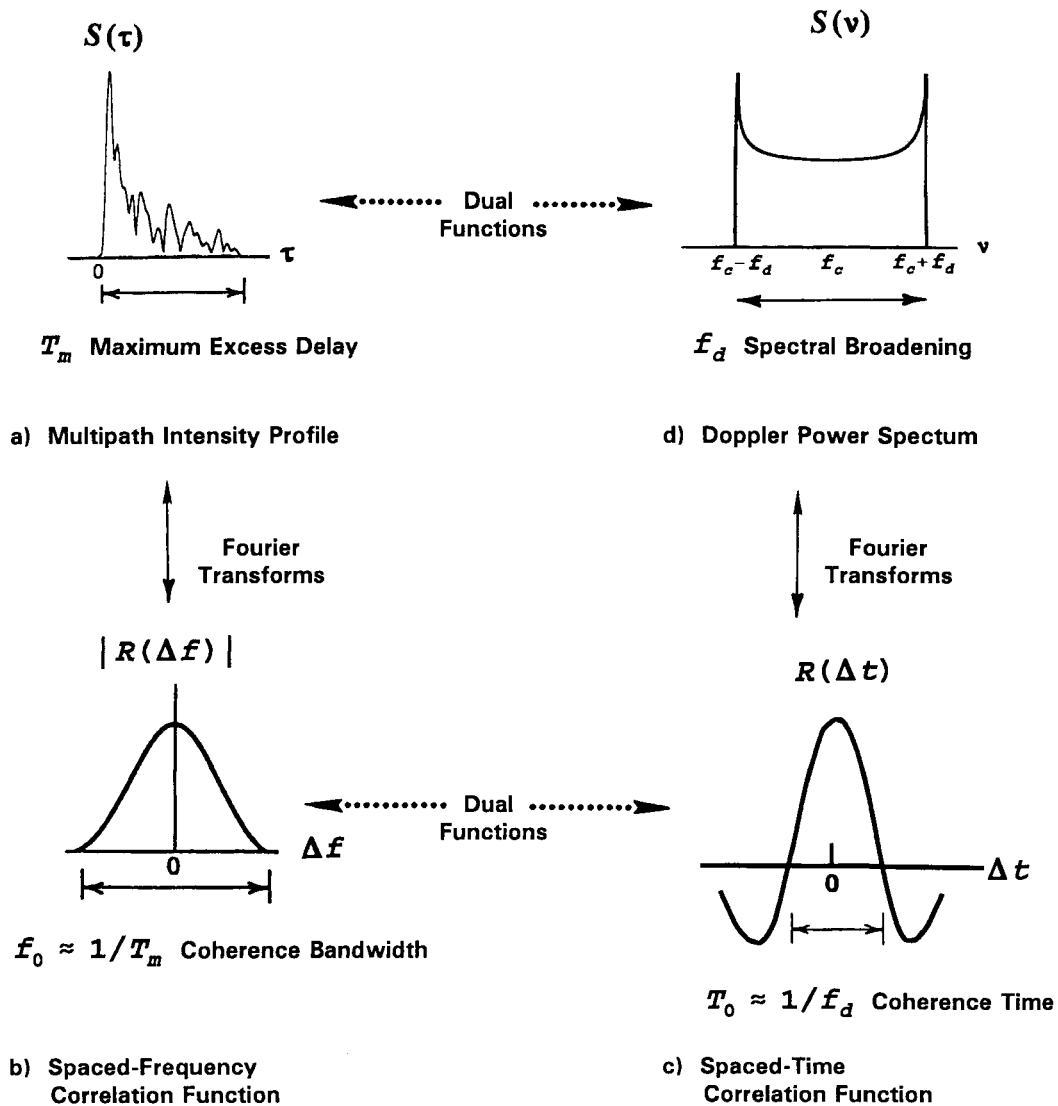 S(τ)
0
τ
T_m Maximum Excess Delay
a) Multipath Intensity Profile
Dual
Functions
S(ν)
ν
f_c − f_d
f_c
f_c + f_d
f_d Spectral Broadening
d) Doppler Power Spectum
Fourier
Transforms
Fourier
Transforms
|R(Δf)|
0
Δf
f_0 ≈ 1/T_m Coherence Bandwidth
b) Spaced-Frequency
Correlation Function
Dual
Functions
R(Δt)
0
Δt
T_0 ≈ 1/f_d Coherence Time
c) Spaced-Time
Correlation Function